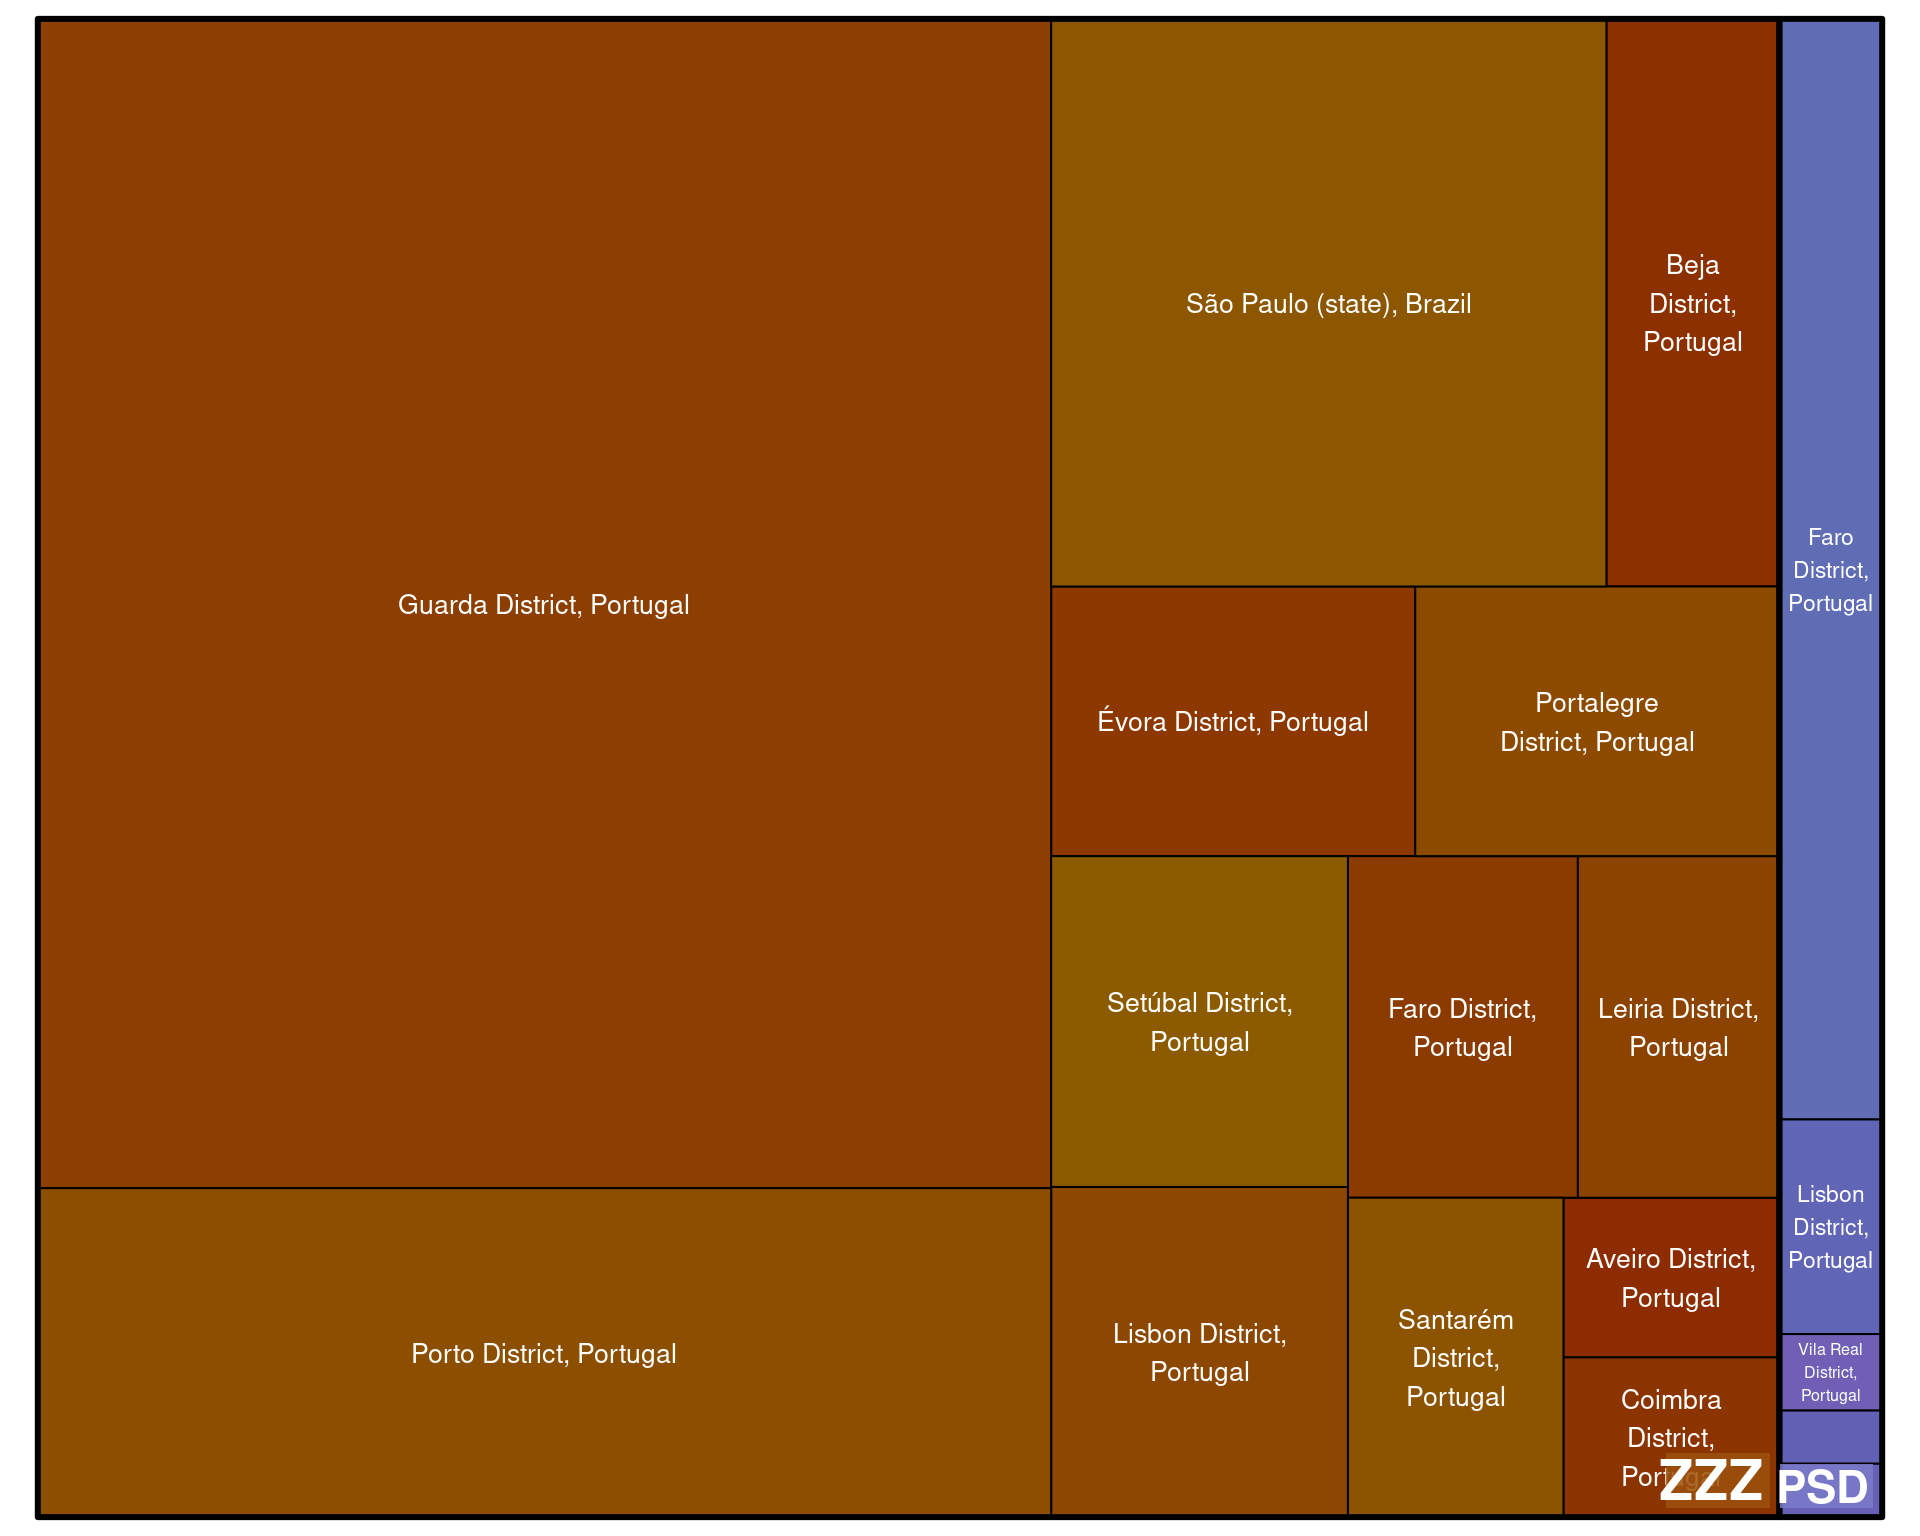 Guarda District, Portugal
Porto District, Portugal
São Paulo (state), Brazil
Beja
District,
Portugal
Évora District, Portugal
Portalegre
District, Portugal
Setúbal District,
Portugal
Faro District,
Portugal
Leiria District,
Portugal
Lisbon District,
Portugal
Santarém
District,
Portugal
Aveiro District,
Portugal
Coimbra
District,
Portugal
ZZZ
Faro
District,
Portugal
Lisbon
District,
Portugal
Vila Real
District,
Portugal
PSD